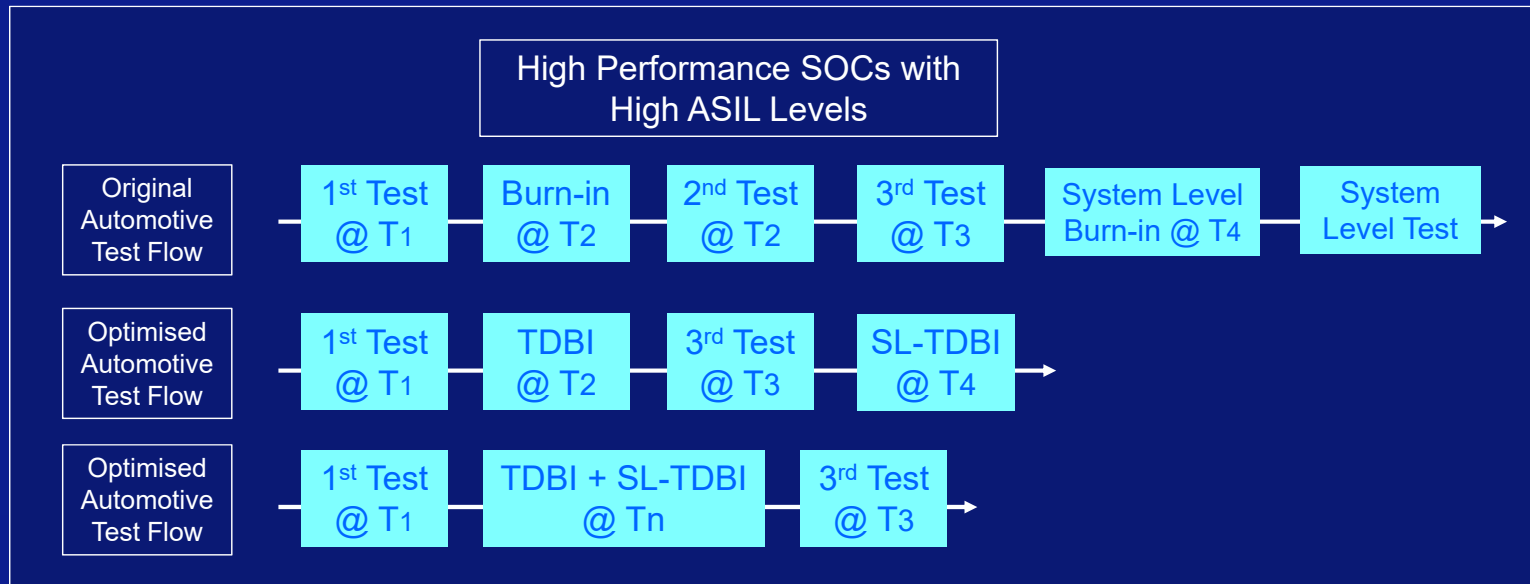 High Performance SOCs with
High ASIL Levels
Original
Automotive
Test Flow
1st Test
@ T1
Burn-in
@ T2
2nd Test
@ T2
3rd Test
@ T3
System Level
Burn-in @ T4
System
Level Test
Optimised
Automotive
Test Flow
1st Test
@ T1
TDBI
@ T2
3rd Test
@ T3
SL-TDBI
@ T4
Optimised
Automotive
Test Flow
1st Test
@ T1
TDBI + SL-TDBI
@ Tn
3rd Test
@ T3